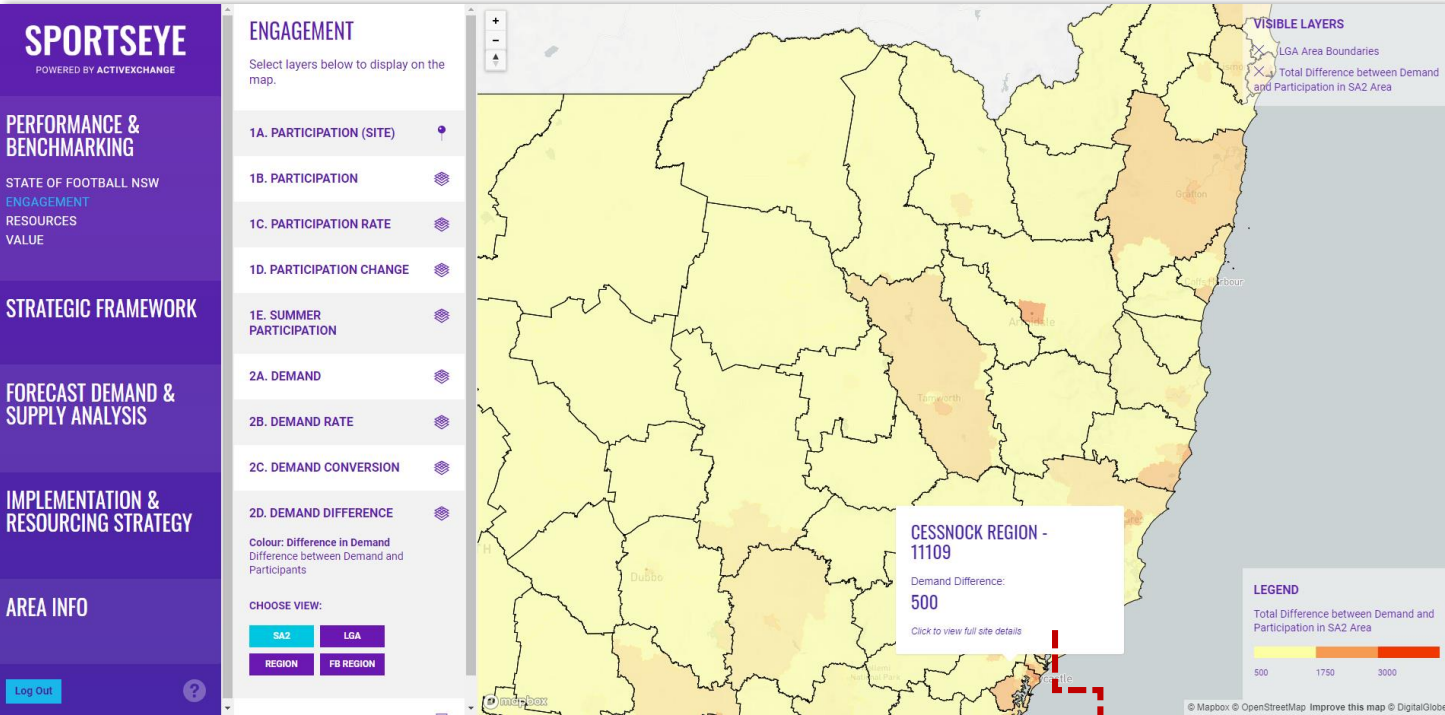 SPORTSEYE
POWERED BY ACTIVEXCHANGE
PERFORMANCE &
BENCHMARKING
STATE OF FOOTBALL NSW
ENGAGEMENT
RESOURCES
VALUE
STRATEGIC FRAMEWORK
FORECAST DEMAND &
SUPPLY ANALYSIS
IMPLEMENTATION &
RESOURCING STRATEGY
AREA INFO
Log Out
?
ENGAGEMENT
Select layers below to display on the
map.
1A. PARTICIPATION (SITE)
1B. PARTICIPATION
1C. PARTICIPATION RATE
1D. PARTICIPATION CHANGE
1E. SUMMER
PARTICIPATION
2A. DEMAND
2B. DEMAND RATE
2C. DEMAND CONVERSION
2D. DEMAND DIFFERENCE
Colour: Difference in Demand
Difference between Demand and
Participants
CHOOSE VIEW:
SA2
LGA
REGION
FB REGION
+
−
Grafton
Armidale
Tamworth
Dubbo
CESSNOCK REGION -
11109
Demand Difference:
500
Click to view full site details
National Park
mapbox
VISIBLE LAYERS
LGA Area Boundaries
Total Difference between Demand
and Participation in SA2 Area
LEGEND
Total Difference between Demand and
Participation in SA2 Area
500 1750 3000
© Mapbox © OpenStreetMap Improve this map © DigitalGlobe